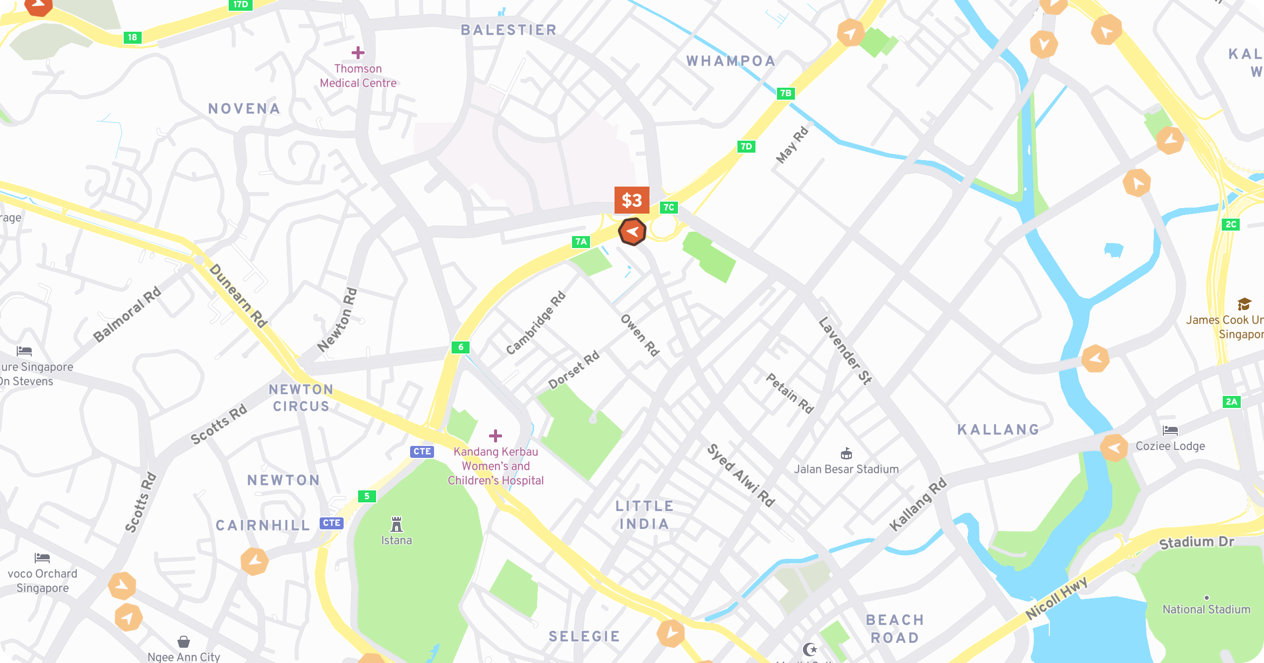 17D
18
BALESTIER
Thomson
Medical Centre
WHAMPOA
KAL
W
NOVENA
7B
7D
May Rd
$3
7C
7A
2C
rage
Dunearn Rd
Balmoral Rd
Newton Rd
Cambridge Rd
Owen Rd
Dorset Rd
Lavender St
James Cook Un
Singapor
6
ure Singapore
On Stevens
NEWTON
CIRCUS
Scotts Rd
Petain Rd
2A
KALLANG
Coziee Lodge
CTE
Kandang Kerbau
Women's and
Children's Hospital
Jalan Besar Stadium
Syed Alwi Rd
NEWTON
Scotts Rd
5
Kallang Rd
LITTLE
INDIA
CAIRNHILL
CTE
Istana
Stadium Dr
voco Orchard
Singapore
Nicoll Hwy
National Stadium
BEACH
ROAD
SELEGIE
Ngee Ann City